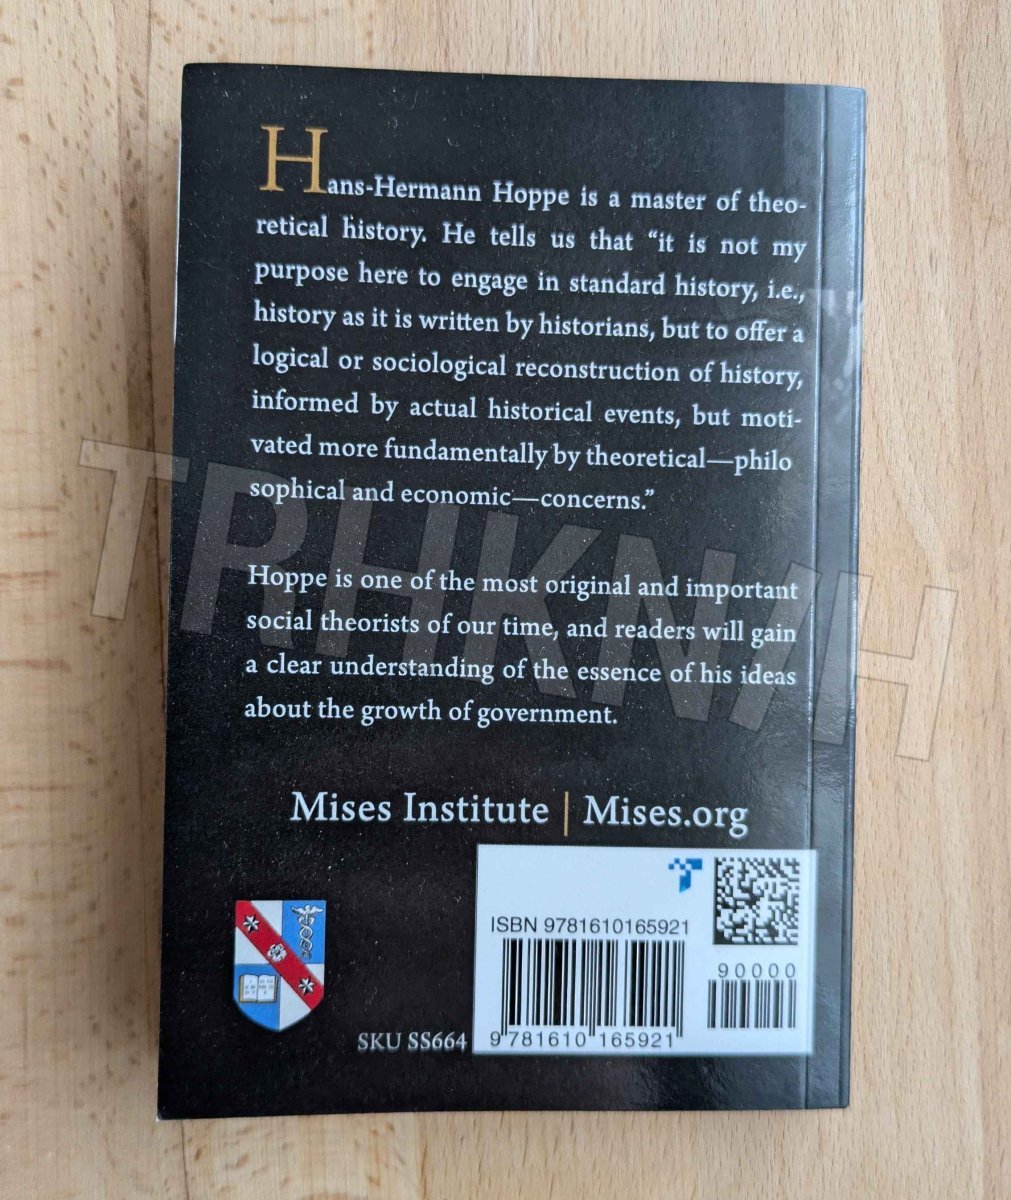 Hans-Hermann Hoppe is a master of theo-
retical history. He tells us that “it is not my
purpose here to engage in standard history, i.e.,
history as it is written by historians, but to offer a
logical or sociological reconstruction of history,
informed by actual historical events, but moti-
vated more fundamentally by theoretical—philo
sophical and economic—concerns.”
Hoppe is one of the most original and important
social theorists of our time, and readers will gain
a clear understanding of the essence of his ideas
about the growth of government.
Mises Institute | Mises.org
ISBN 9781610165921
90000
9 781610 165921
SKU SS664
TRHKN/H